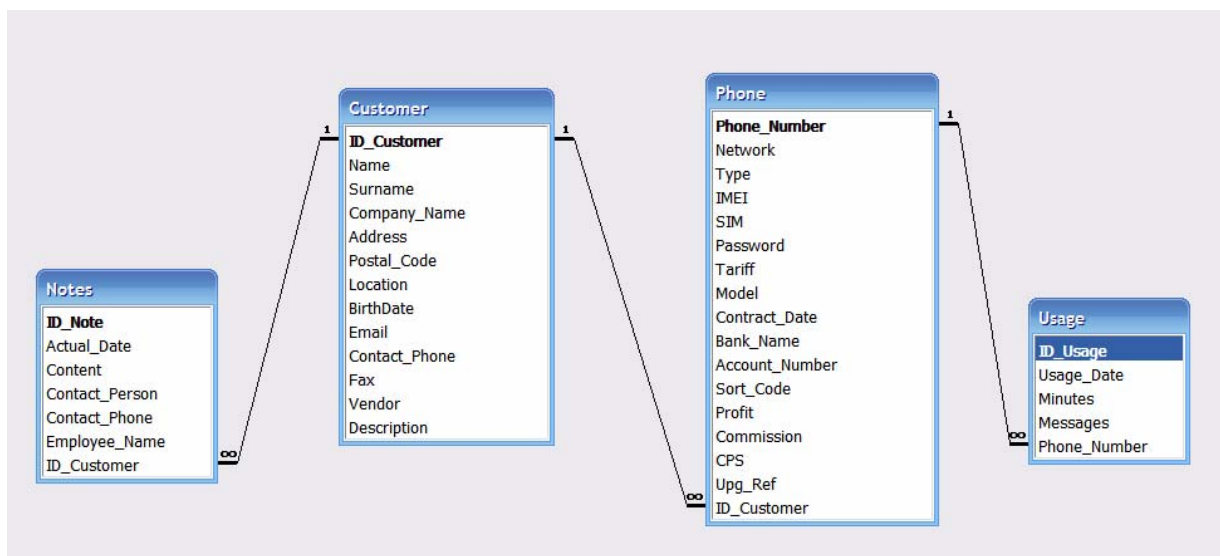 Notes
ID_Note
Actual_Date
Content
Contact_Person
Contact_Phone
Employee_Name
ID_Customer
∞
1
Customer
ID_Customer
Name
Surname
Company_Name
Address
Postal_Code
Location
BirthDate
Email
Contact_Phone
Fax
Vendor
Description
1
∞
Phone
Phone_Number
Network
Type
IMEI
SIM
Password
Tariff
Model
Contract_Date
Bank_Name
Account_Number
Sort_Code
Profit
Commission
CPS
Upg_Ref
ID_Customer
1
∞
Usage
ID_Usage
Usage_Date
Minutes
Messages
Phone_Number